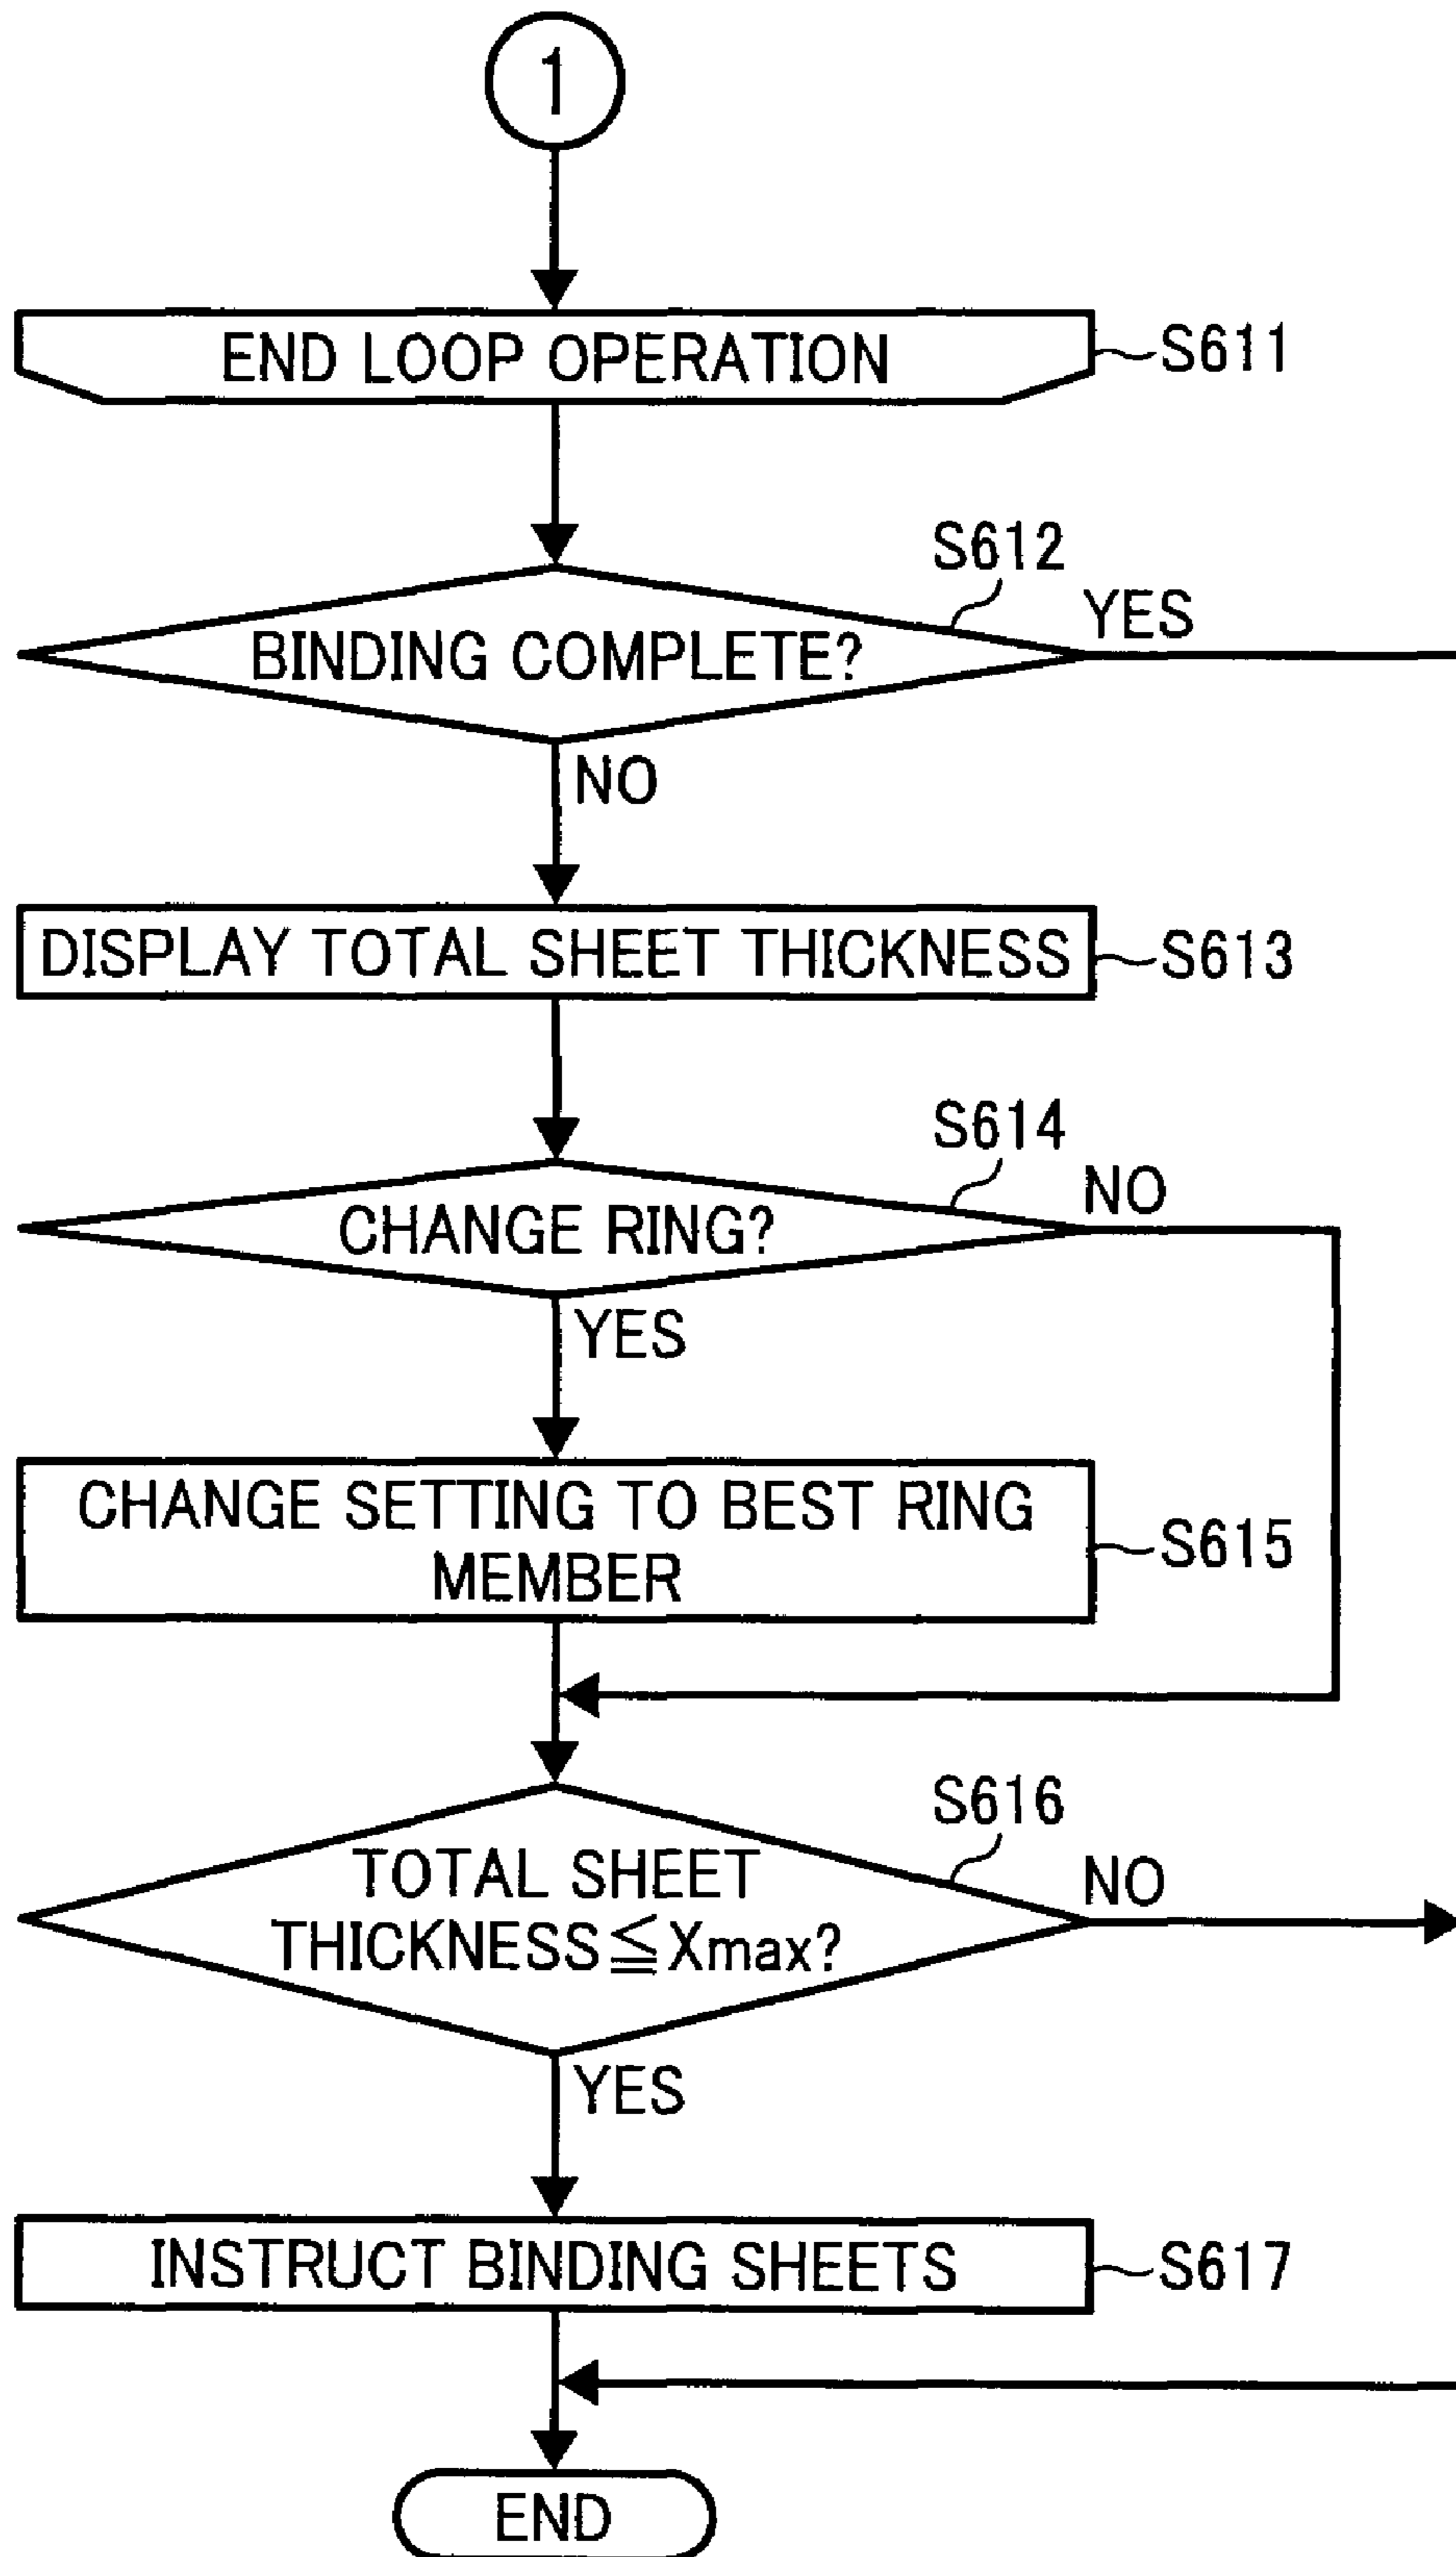 1
END LOOP OPERATION
S611
S612
BINDING COMPLETE?
YES
NO
DISPLAY TOTAL SHEET THICKNESS
S613
S614
CHANGE RING?
NO
YES
CHANGE SETTING TO BEST RING
MEMBER
S615
S616
TOTAL SHEET
THICKNESS≦Xmax?
NO
YES
INSTRUCT BINDING SHEETS
S617
END